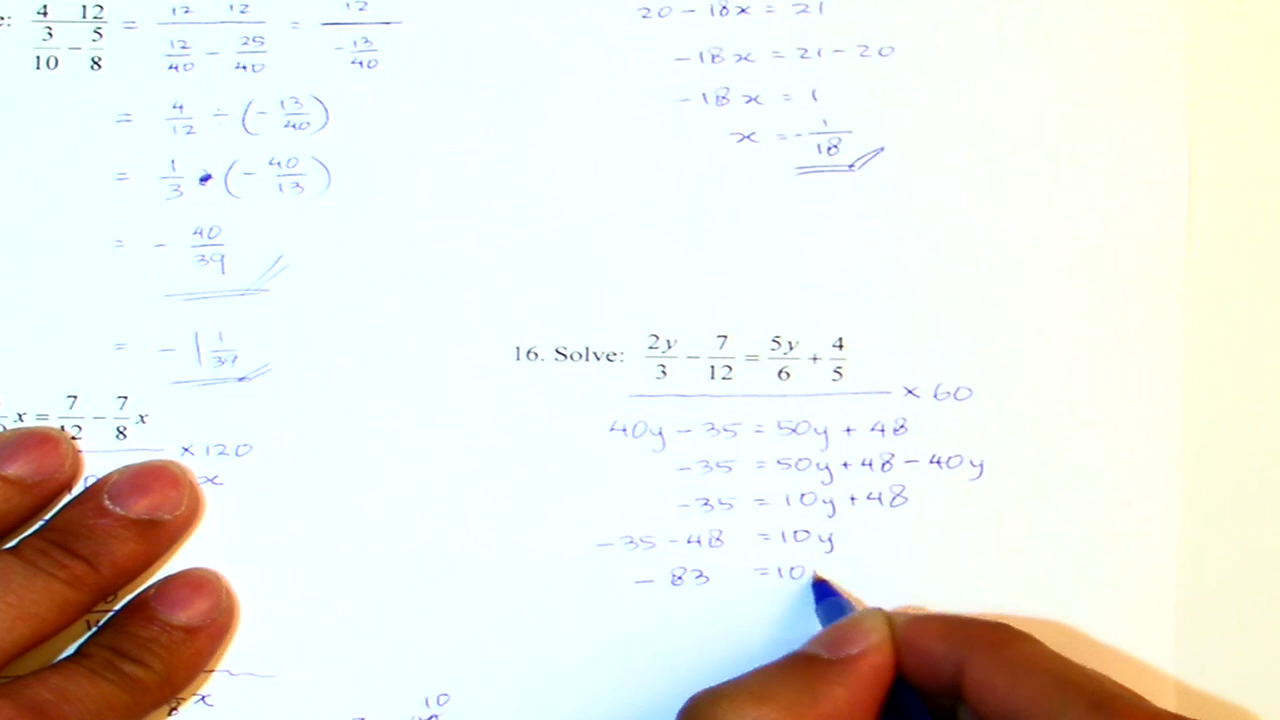 e: 4 12 / 3/10 − 5/8 = 12 12 / 12/40 − 25/40 = 12 / −13/40
= 4/12 ÷ (−13/40)
= 1/3 • (−40/13)
= − 40/39
= − 1 1/39
x = 7/12 − 7/8 x
× 120
x
8 x
10
20 − 18x = 21
−18x = 21 − 20
−18x = 1
x = − 1/18
16. Solve: 2y/3 − 7/12 = 5y/6 + 4/5
× 60
40y − 35 = 50y + 48
−35 = 50y + 48 − 40y
−35 = 10y + 48
−35 − 48 = 10y
− 83 = 10